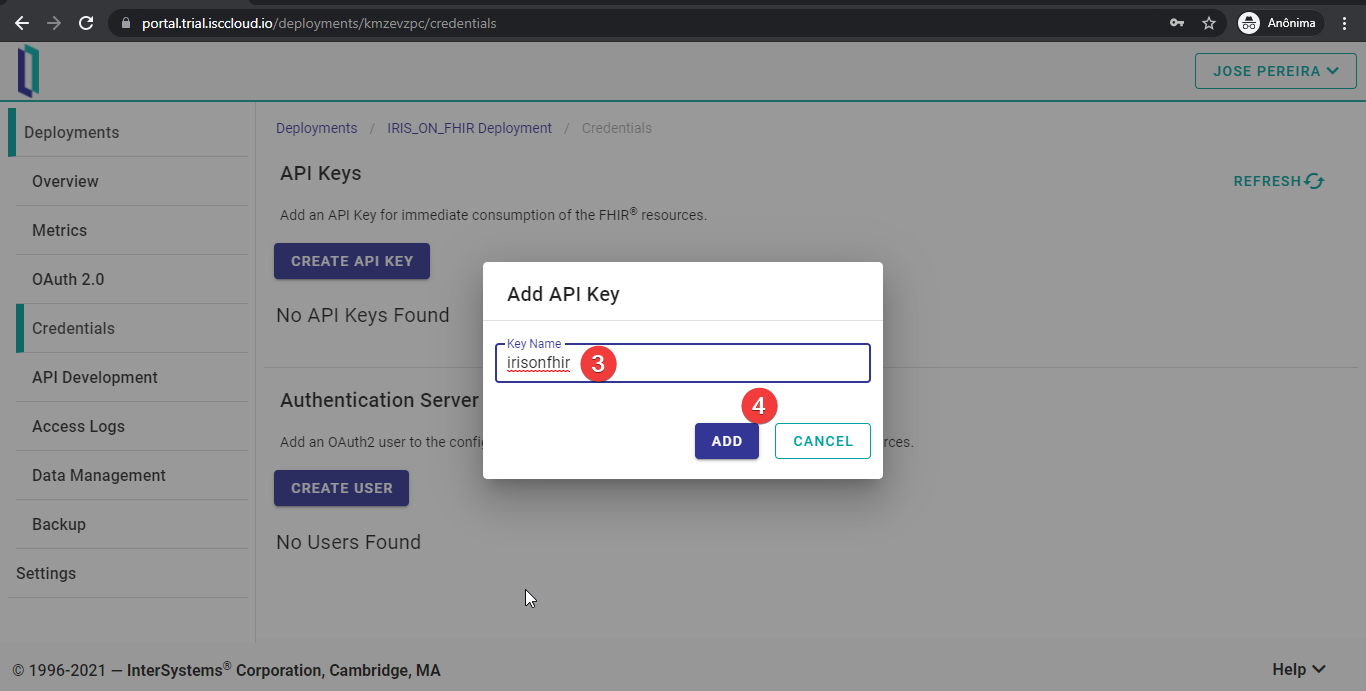 portal.trial.isccloud.io/deployments/kmzevzpc/credentials
Anônima
JOSE PEREIRA
Deployments
Overview
Metrics
OAuth 2.0
Credentials
API Development
Access Logs
Data Management
Backup
Settings
Deployments / IRIS_ON_FHIR Deployment / Credentials
API Keys
REFRESH
Add an API Key for immediate consumption of the FHIR® resources.
CREATE API KEY
No API Keys Found
Add API Key
Key Name
irisonfhir
3
4
ADD
CANCEL
Authentication Server
Add an OAuth2 user to the config
rces.
CREATE USER
No Users Found
© 1996-2021 — InterSystems® Corporation, Cambridge, MA
Help